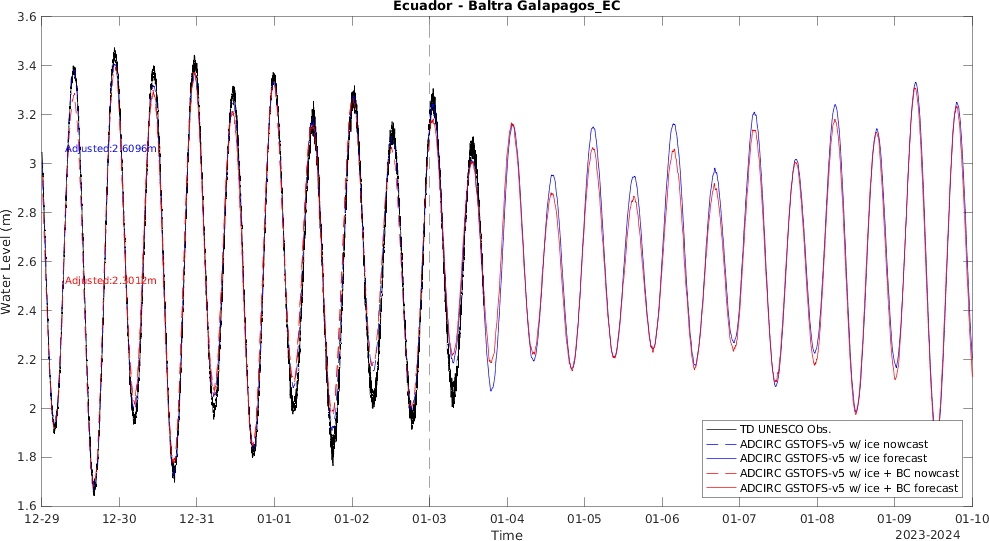 Ecuador - Baltra Galapagos_EC
Water Level (m)
3.6
3.4
3.2
3
2.8
2.6
2.4
2.2
2
1.8
1.6
Adjusted:2.6096m
Adjusted:2.3012m
TD UNESCO Obs.
ADCIRC GSTOFS-v5 w/ ice nowcast
ADCIRC GSTOFS-v5 w/ ice forecast
ADCIRC GSTOFS-v5 w/ ice + BC nowcast
ADCIRC GSTOFS-v5 w/ ice + BC forecast
12-29 12-30 12-31 01-01 01-02 01-03 01-04 01-05 01-06 01-07 01-08 01-09 01-10
Time
2023-2024